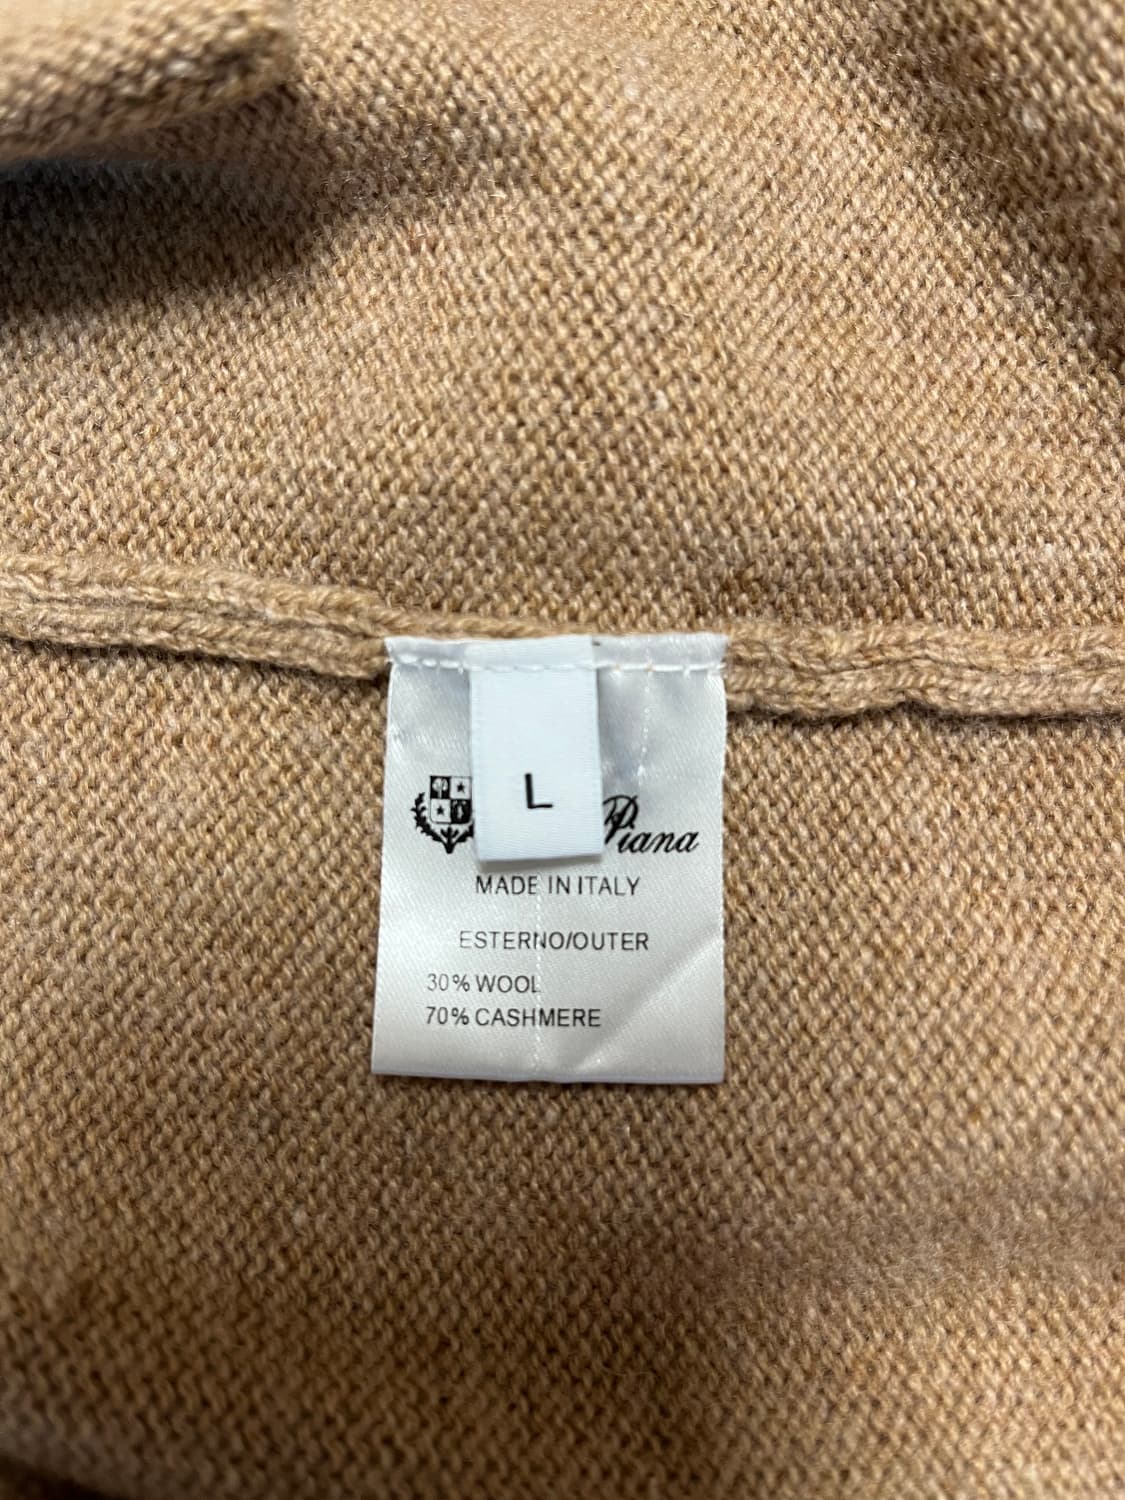 L
Piana
MADE IN ITALY
ESTERNO/OUTER
30% WOOL
70% CASHMERE